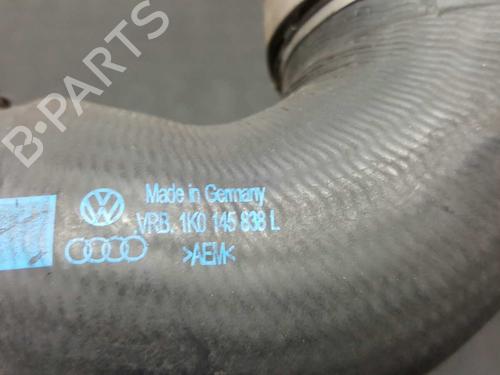 B-PARTS
Made in Germany
VRB. 1K0 145 838 L
>AEM<